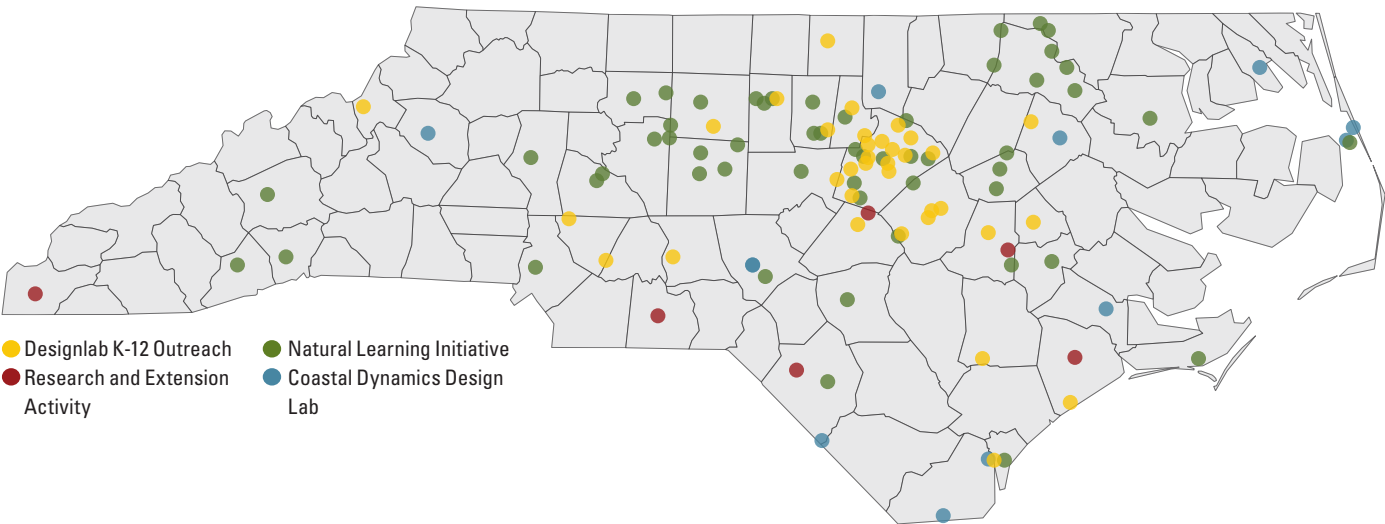 Designlab K-12 Outreach
Research and Extension
Activity
Natural Learning Initiative
Coastal Dynamics Design
Lab